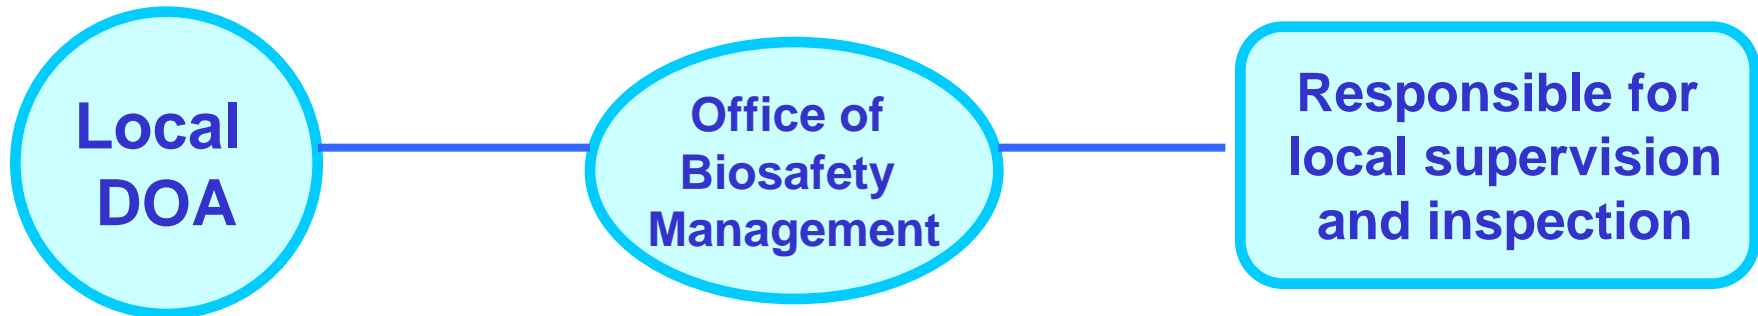 Local
DOA
Office of
Biosafety
Management
Responsible for
local supervision
and inspection